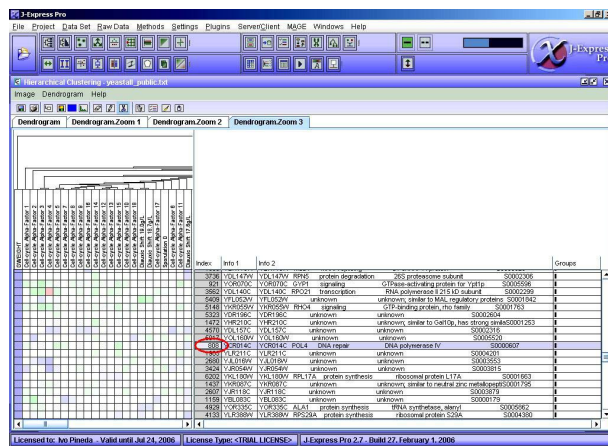 J-Express Pro
File Project Data Set Raw Data Methods Settings Plugins Server/Client MAGE Windows Help
J-Express
Pro
Hierarchical Clustering - yeastall_public.txt
Image Dendrogram Help
Dendrogram Dendrogram.Zoom 1 Dendrogram.Zoom 2 Dendrogram.Zoom 3
Index Info 1 Info 2 Groups
3736 YDL147W YDL147W RPN5 protein degradation 26S proteasome subunit S0002306
921 YOR070C YOR070C GYP1 signaling GTPase-activating protein for Ypt1p S0005596
3562 YDL140C YDL140C RPO21 transcription RNA polymerase II 215 kD subunit S0002299
5409 YFL052W YFL052W unknown unknown; similar to MAL regulatory proteins S0001842
5146 YKR055W YKR055W RHO4 signaling GTP-binding protein, rho family S0001763
5323 YDR196C YDR196C unknown unknown S0002604
1472 YHR210C YHR210C unknown unknown; similar to Gal10p, has strong simila S0001253
4570 YDL157C YDL157C unknown unknown S0002316
YOL160W YOL160W unknown unknown S0005520
808 YCR014C YCR014C POL4 DNA repair DNA polymerase IV S0000607
YLR211C YLR211C unknown unknown S0004201
2660 YJL016W YJL016W unknown unknown S0003553
3424 YJR054W YJR054W unknown unknown S0003815
6202 YKL180W YKL180W RPL17A protein synthesis ribosomal protein L17A S0001663
1437 YKR087C YKR087C unknown unknown; similar to neutral zinc metallopepti S0001795
2607 YJR118C YJR118C unknown unknown S0003879
1159 YBL083C YBL083C unknown unknown S0000179
4929 YOR335C YOR335C ALA1 protein synthesis tRNA synthetase, alanyl S0005862
4133 YLR388W YLR388W RPS29A protein synthesis ribosomal protein S29A S0004380
Licensed to: Ivo Pineda - Valid until Jul 24, 2006 License Type: <TRIAL LICENSE> J-Express Pro 2.7 - Build 27. February 1. 2006